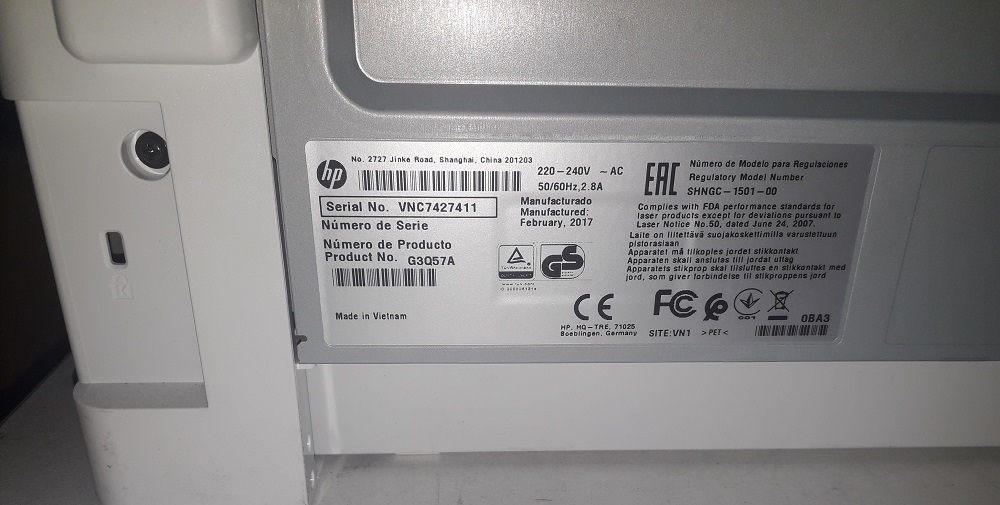 hp
No. 2727 Jinke Road, Shanghai, China 201203
Serial No. VNC7427411
Número de Serie
Número de Producto
Product No. G3Q57A
Made in Vietnam
220-240V ~ AC
50/60Hz, 2.8A
Manufacturado
Manufactured:
February, 2017
GS
CE
HP, HQ-TRE, 71025
Boeblingen, Germany
EAC
Número de Modelo para Regulaciones
Regulatory Model Number
SHNGC-1501-00
Complies with FDA performance standards for
laser products except for deviations pursuant to
Laser Notice No.50, dated June 24, 2007.
Laite on liitettävä suojakoskettimilla varustettuun
pistorasiaan
Apparatet må tilkoples jordet stikkontakt
Apparaten skall anslutas till jordat uttag
Apparatets stikprop skal tilsluttes en stikkontakt med
jord, som giver forbindelse til stikproppens jord
FC
001
SITE:VN1 >PET<
0BA3